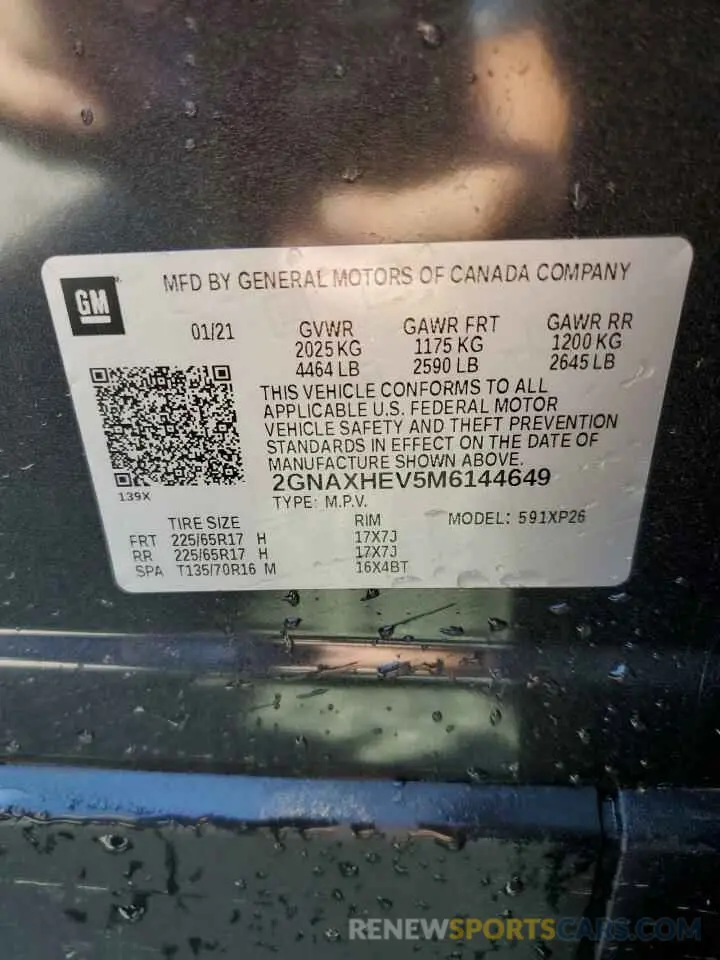 GM
MFD BY GENERAL MOTORS OF CANADA COMPANY
01/21
GVWR
2025 KG
4464 LB
GAWR FRT
1175 KG
2590 LB
GAWR RR
1200 KG
2645 LB
THIS VEHICLE CONFORMS TO ALL
APPLICABLE U.S. FEDERAL MOTOR
VEHICLE SAFETY AND THEFT PREVENTION
STANDARDS IN EFFECT ON THE DATE OF
MANUFACTURE SHOWN ABOVE.
139X
2GNAXHEV5M6144649
TYPE: M.P.V.
TIRE SIZE RIM MODEL: 591XP26
FRT 225/65R17 H 17X7J
RR 225/65R17 H 17X7J
SPA T135/70R16 M 16X4BT
RENEWSPORTSCARS.COM